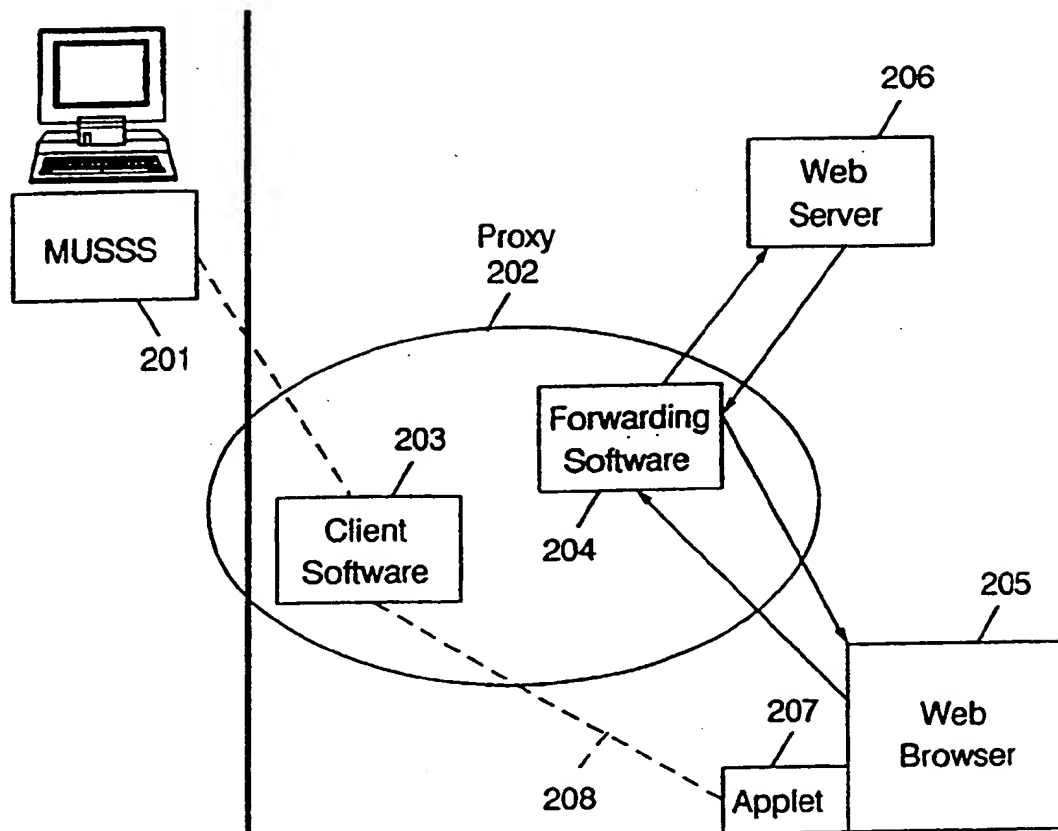 206
Web
Server
MUSSS
Proxy
202
201
Forwarding
Software
203
204
Client
Software
205
207
Web
Browser
208
Applet